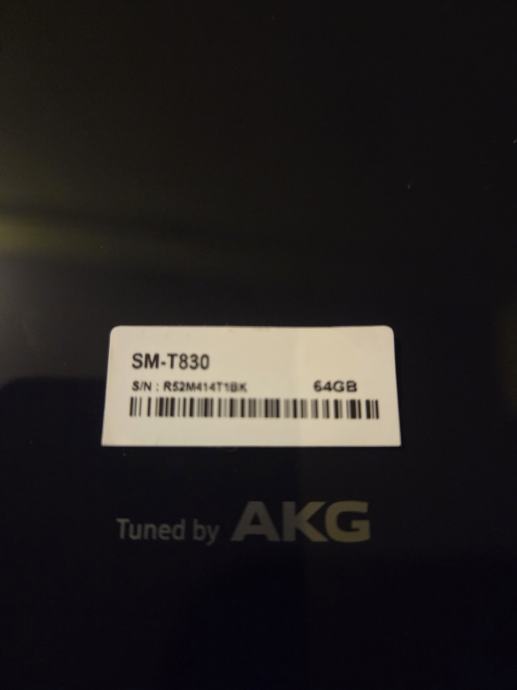 SM-T830
S/N : R52M414T1BK 64GB
Tuned by AKG